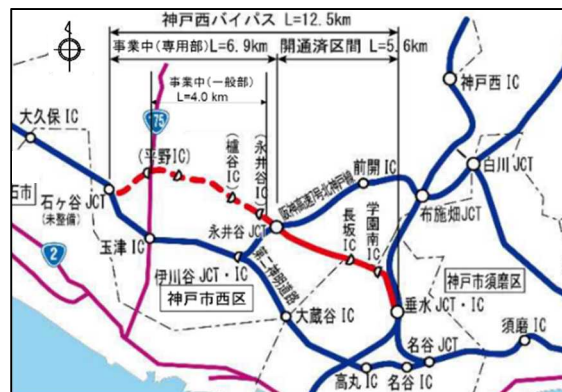 神戸西バイパス L=12.5km
事業中(専用部)L=6.9km
開通済区間 L=5.6km
事業中(一般部)
L=4.0 km
神戸西 IC
大久保 IC
175
(平野IC)
(櫨谷IC)
(永井谷IC)
阪神高速7号北神戸線
前開 IC
白川 JCT
石市
石ヶ谷 JCT
(未整備)
布施畑JCT
永井谷 JCT
長坂IC
学園南IC
2
玉津 IC
伊川谷 JCT・IC
第二神明道路
神戸市西区
神戸市須磨区
垂水 JCT・IC
大蔵谷 IC
須磨 IC
名谷 JCT
高丸 IC
名谷 IC